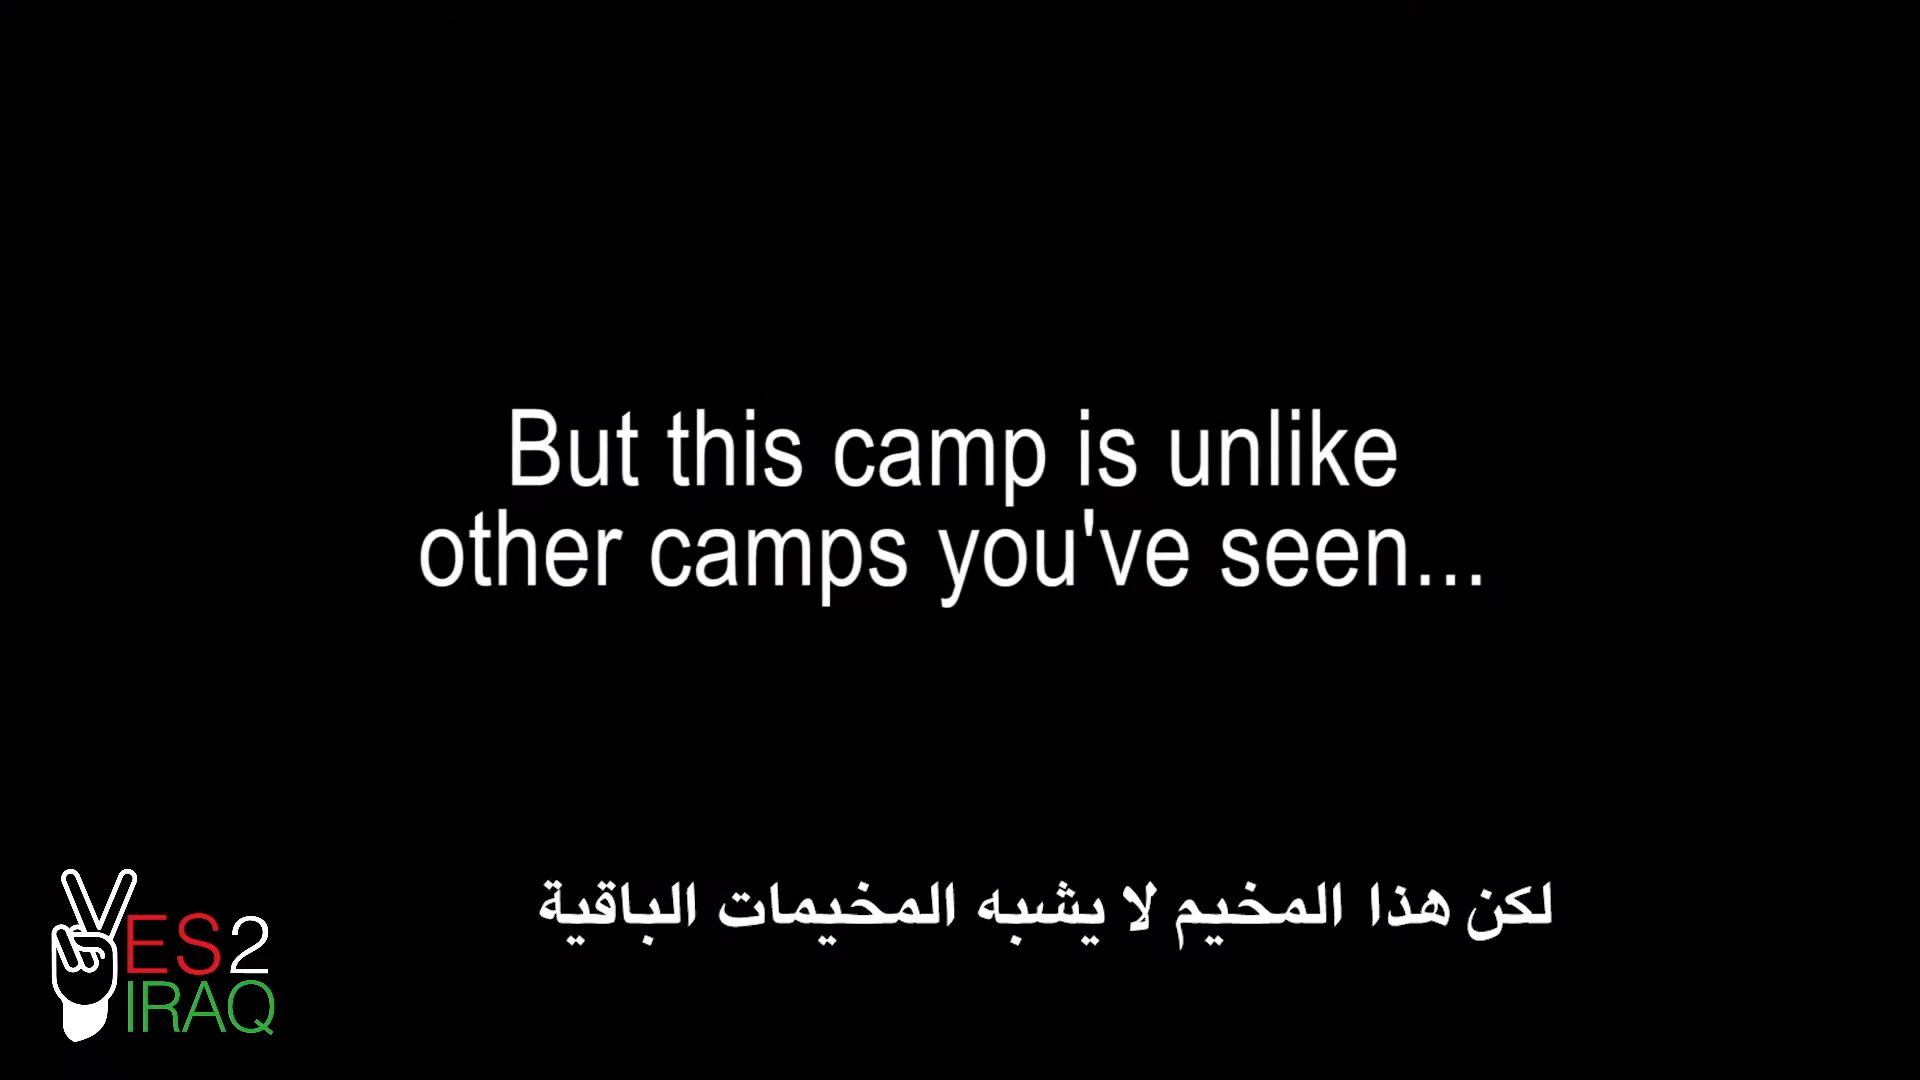 But this camp is unlike
other camps you've seen...
لكن هذا المخيم لا يشبه المخيمات الباقية
YES2
IRAQ